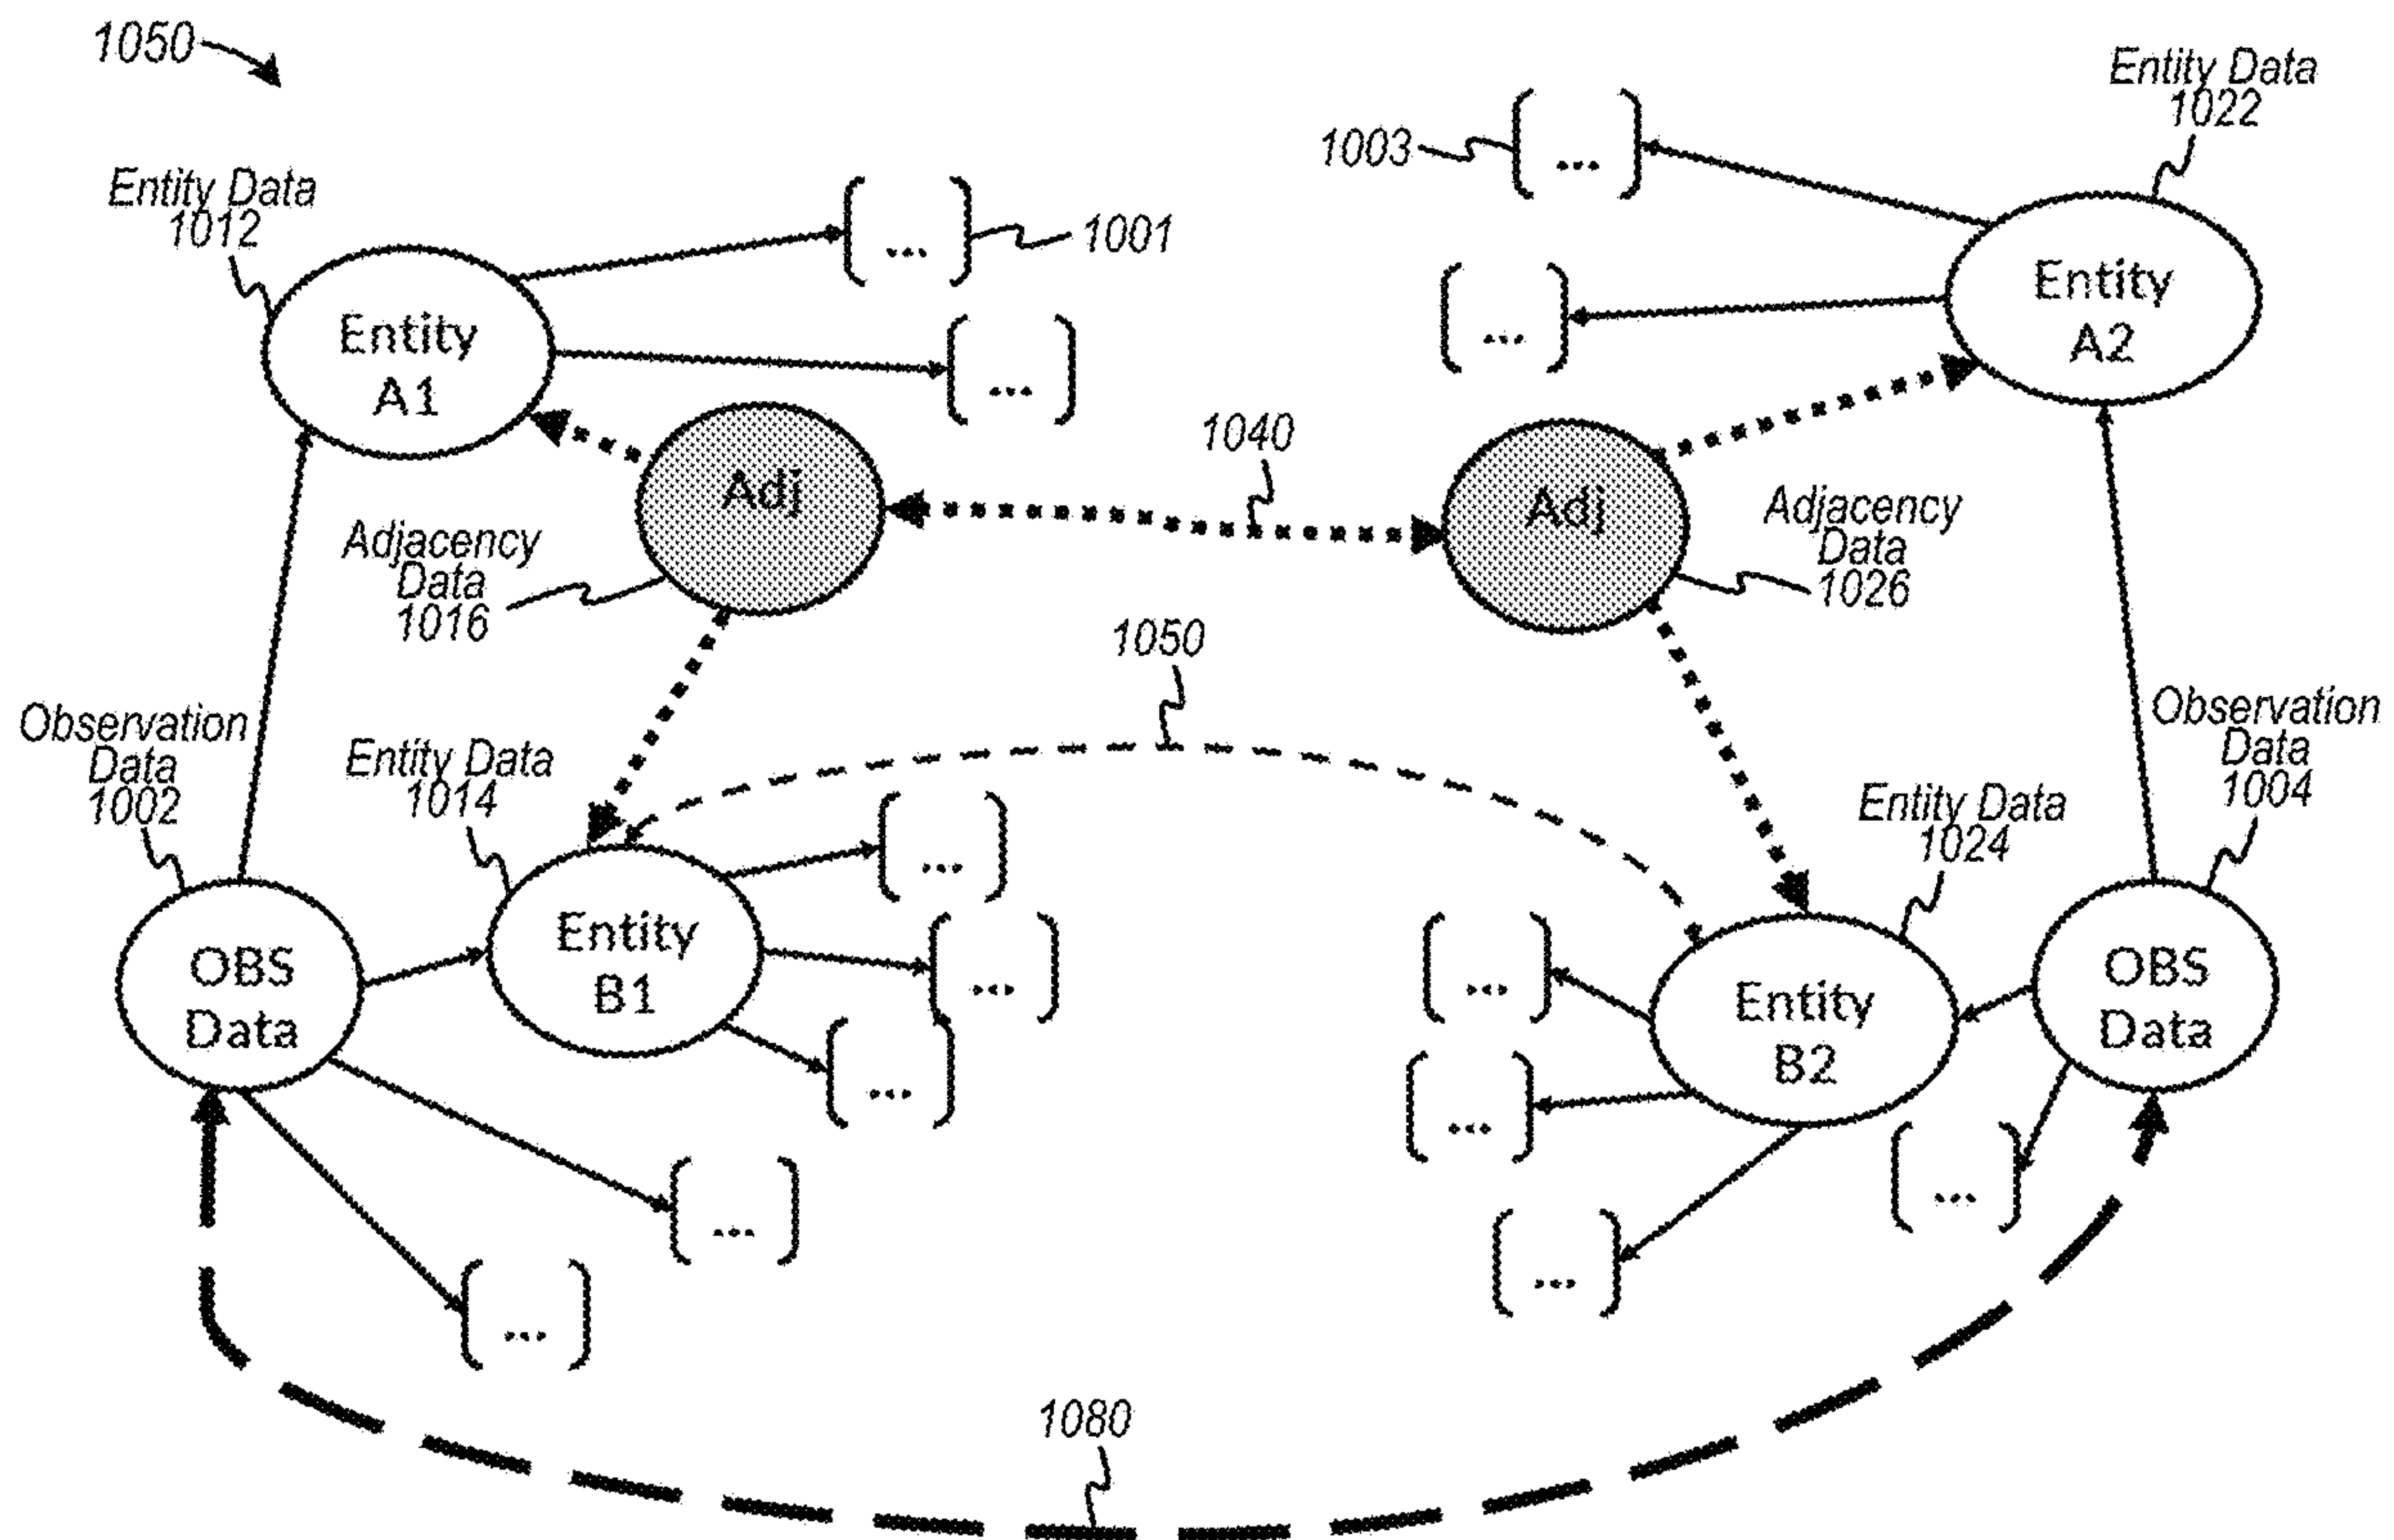 1050
Entity Data
1022
1003
...
Entity Data
1012
...
1001
Entity
A2
...
Entity
A1
...
1040
Adj
Adj
Adjacency
Data
1016
Adjacency
Data
1026
1050
Observation
Data
1002
Entity Data
1014
Observation
Data
1004
Entity Data
1024
...
Entity
B1
...
...
OBS
Data
...
Entity
B2
...
OBS
Data
...
...
...
...
...
1080